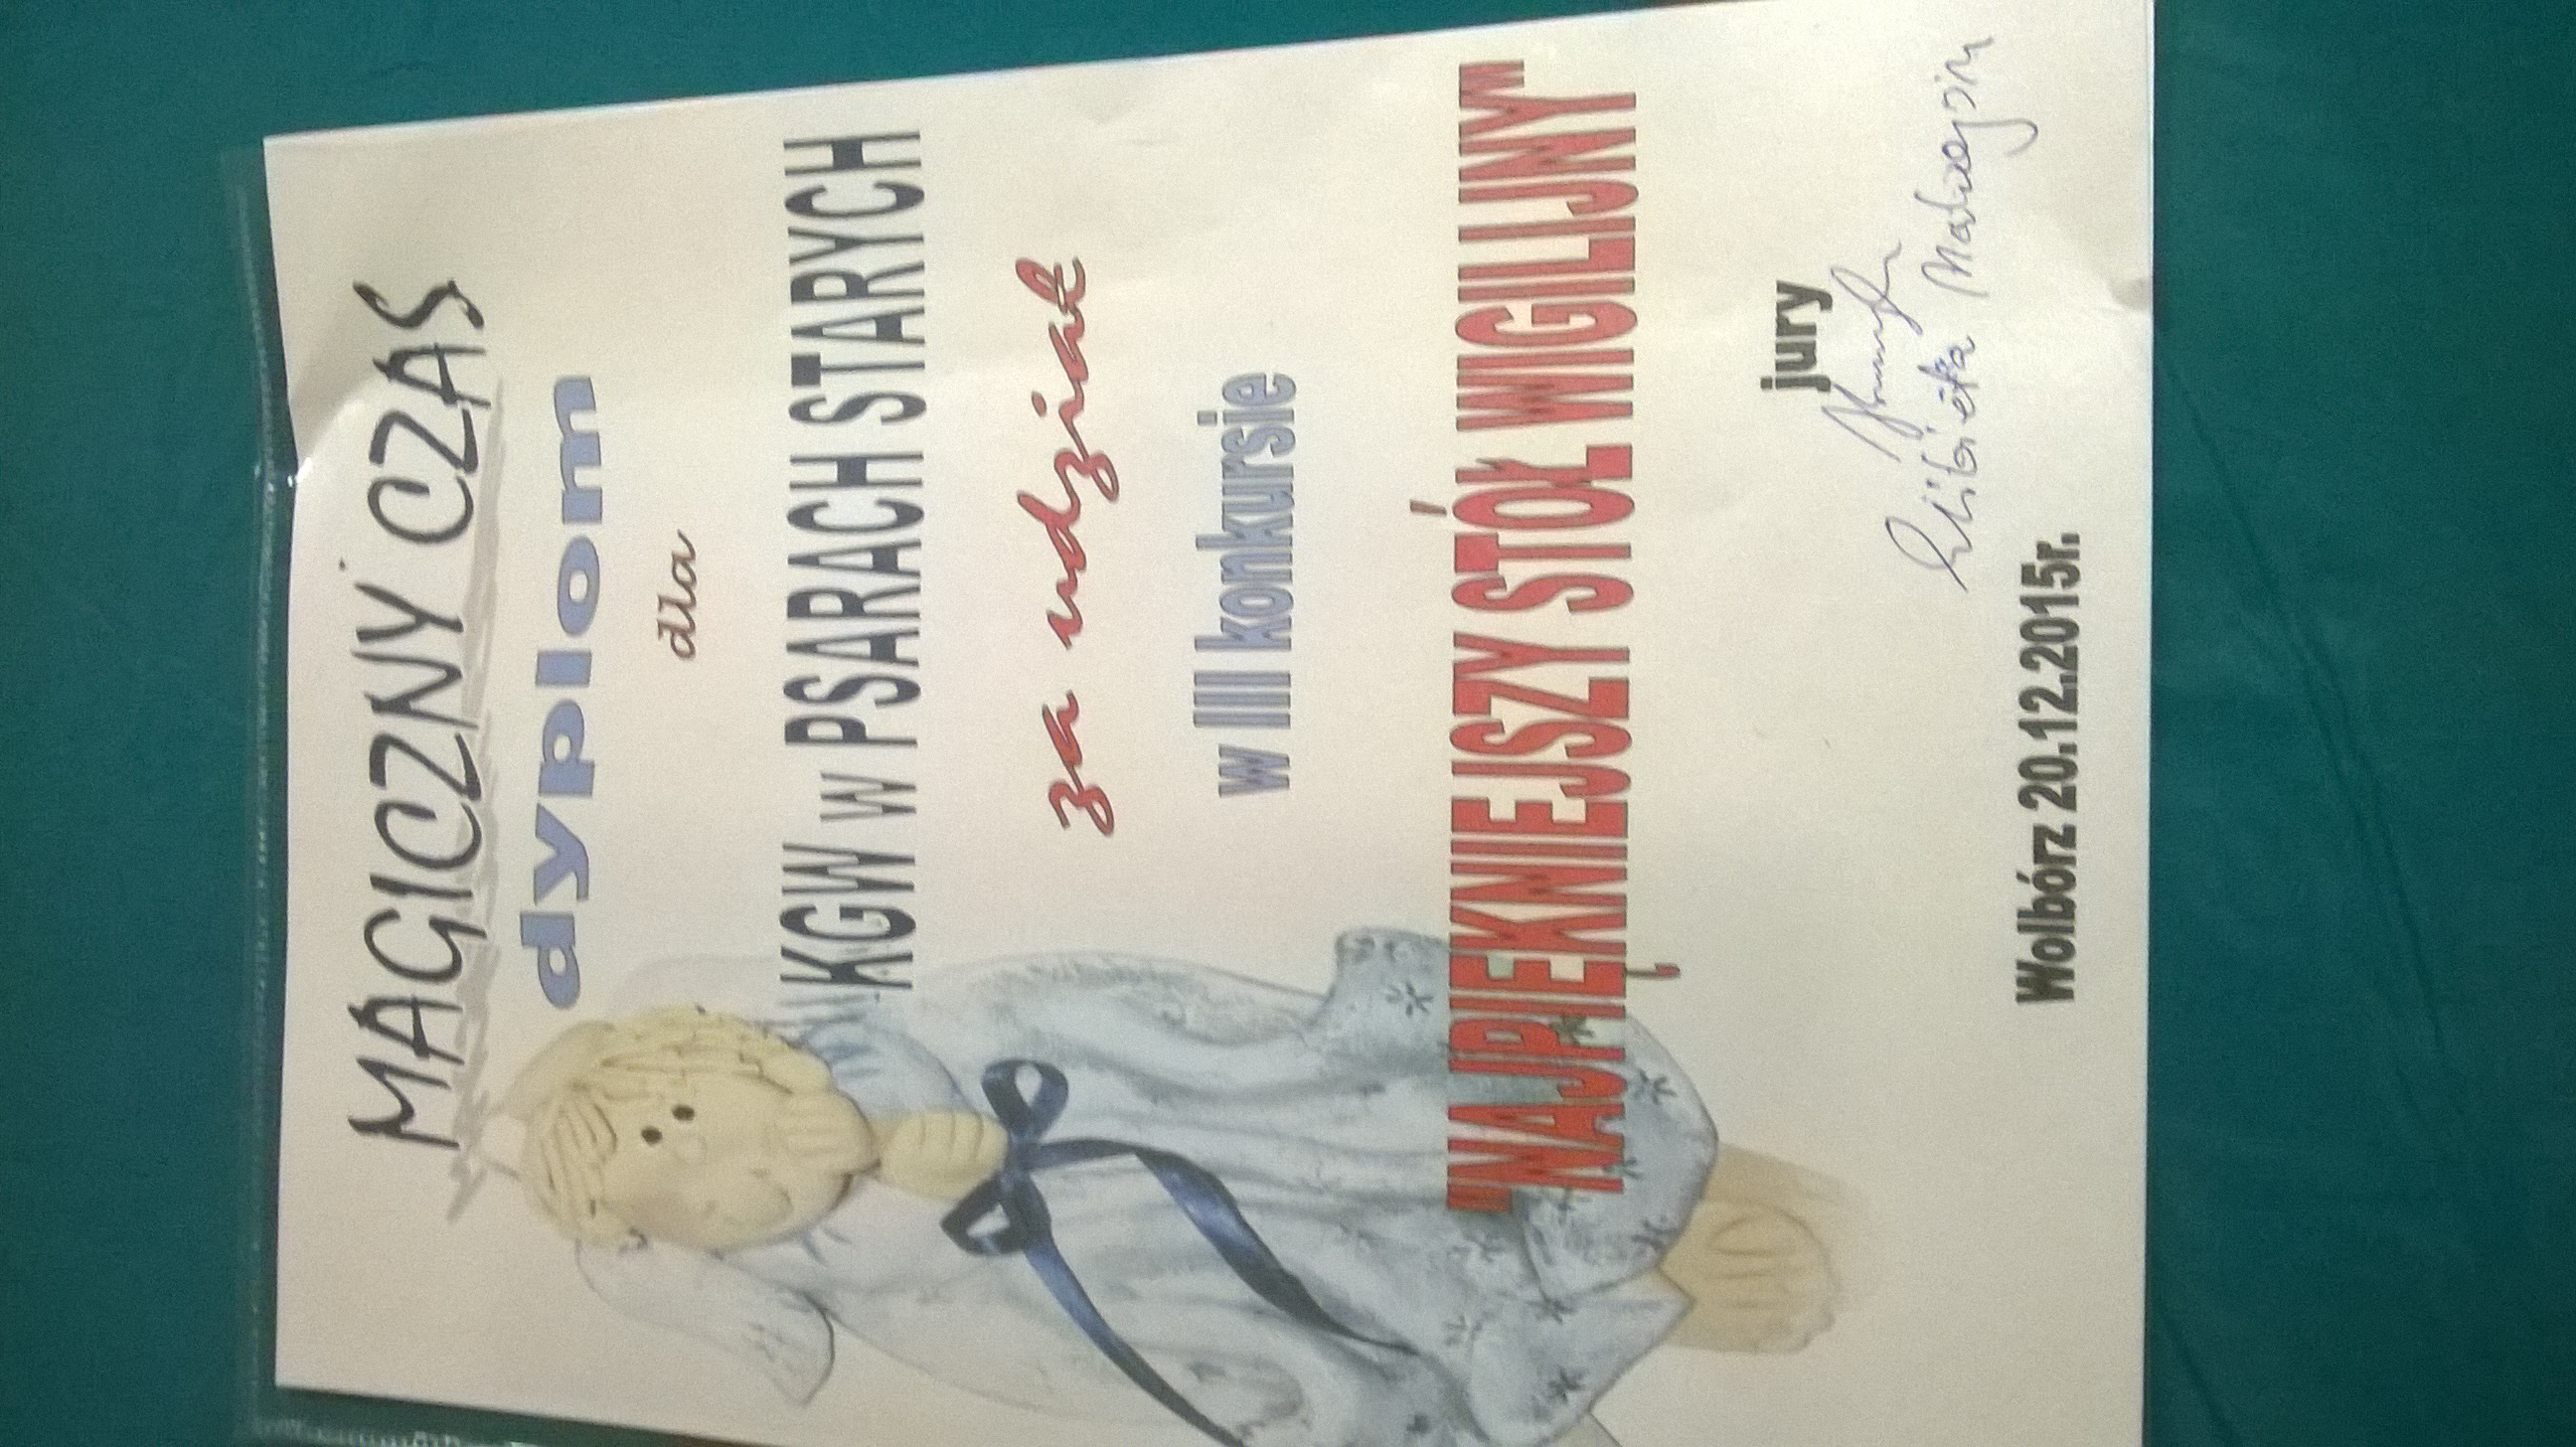 MAGICZNY CZAS
dyplom
dla
KGW w PSARACH STARYCH
za udział
w III konkursie
"NAJPIĘKNIEJSZY STÓŁ WIGILIJNY"
jury
Wolbórz 20.12.2015r.